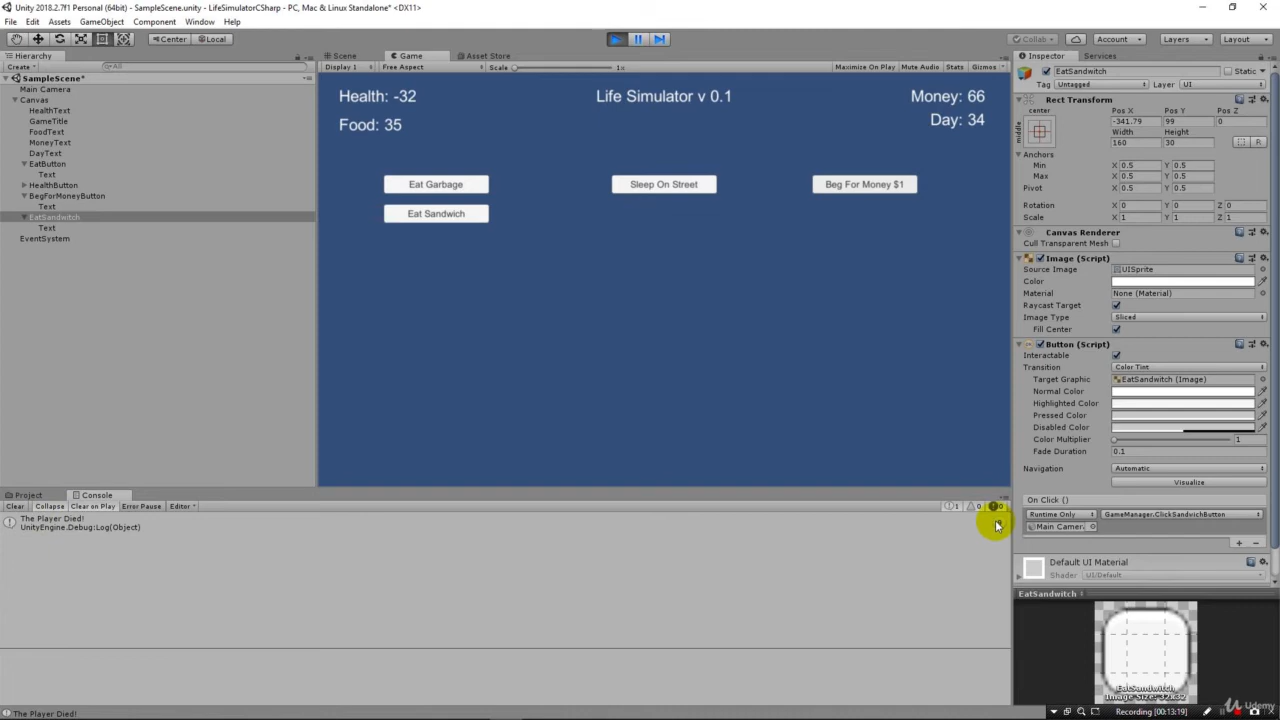 Unity 2018.2.7f1 Personal (64bit) - SampleScene.unity - LifeSimulatorCSharp - PC, Mac & Linux Standalone* <DX11>
File Edit Assets GameObject Component Window Help
Center Local Collab Account Layers Layout
Hierarchy
Create All
SampleScene*
Main Camera
Canvas
HealthText
GameTitle
FoodText
MoneyText
DayText
EatButton
Text
HealthButton
BegForMoneyButton
Text
EatSandwitch
Text
EventSystem
Scene Game Asset Store
Display 1 Free Aspect Scale 1x Maximize On Play Mute Audio Stats Gizmos
Health: -32 Life Simulator v 0.1 Money: 66
Food: 35 Day: 34
Eat Garbage Sleep On Street Beg For Money $1
Eat Sandwich
Project Console
Clear Collapse Clear on Play Error Pause Editor 1 0 0
The Player Died!
UnityEngine.Debug:Log(Object)
The Player Died!
Inspector Services
EatSandwitch Static
Tag Untagged Layer UI
Rect Transform
center Pos X Pos Y Pos Z
middle -341.79 99 0
Width Height
160 30 R
Anchors
Min X 0.5 Y 0.5
Max X 0.5 Y 0.5
Pivot X 0.5 Y 0.5
Rotation X 0 Y 0 Z 0
Scale X 1 Y 1 Z 1
Canvas Renderer
Cull Transparent Mesh
Image (Script)
Source Image UISprite
Color
Material None (Material)
Raycast Target
Image Type Sliced
Fill Center
Button (Script)
Interactable
Transition Color Tint
Target Graphic EatSandwitch (Image)
Normal Color
Highlighted Color
Pressed Color
Disabled Color
Color Multiplier 1
Fade Duration 0.1
Navigation Automatic
Visualize
On Click ()
Runtime Only GameManager.ClickSandvichButton
Main Camera
Default UI Material
Shader UI/Default
EatSandwitch
EatSandwitch
Image Size: 32x32
Recording [00:13:19]
Udemy